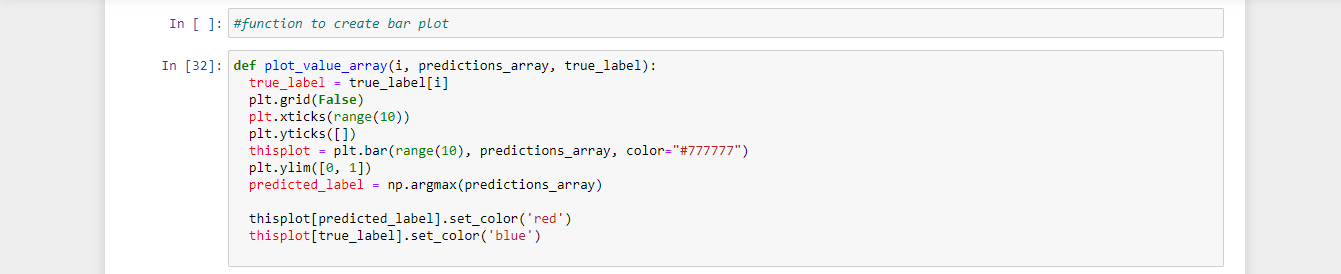 In [ ]: #function to create bar plot
In [32]: def plot_value_array(i, predictions_array, true_label):
  true_label = true_label[i]
  plt.grid(False)
  plt.xticks(range(10))
  plt.yticks([])
  thisplot = plt.bar(range(10), predictions_array, color="#777777")
  plt.ylim([0, 1])
  predicted_label = np.argmax(predictions_array)
  thisplot[predicted_label].set_color('red')
  thisplot[true_label].set_color('blue')